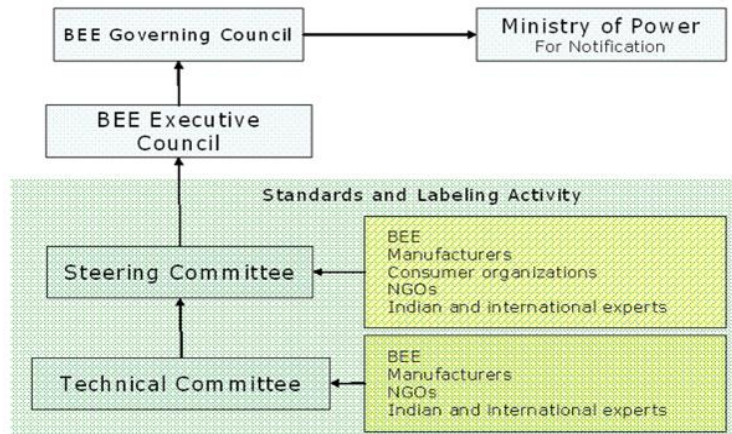 BEE Governing Council
Ministry of Power
For Notification
BEE Executive
Council
Standards and Labeling Activity
Steering Committee
BEE
Manufacturers
Consumer organizations
NGOs
Indian and international experts
Technical Committee
BEE
Manufacturers
NGOs
Indian and international experts